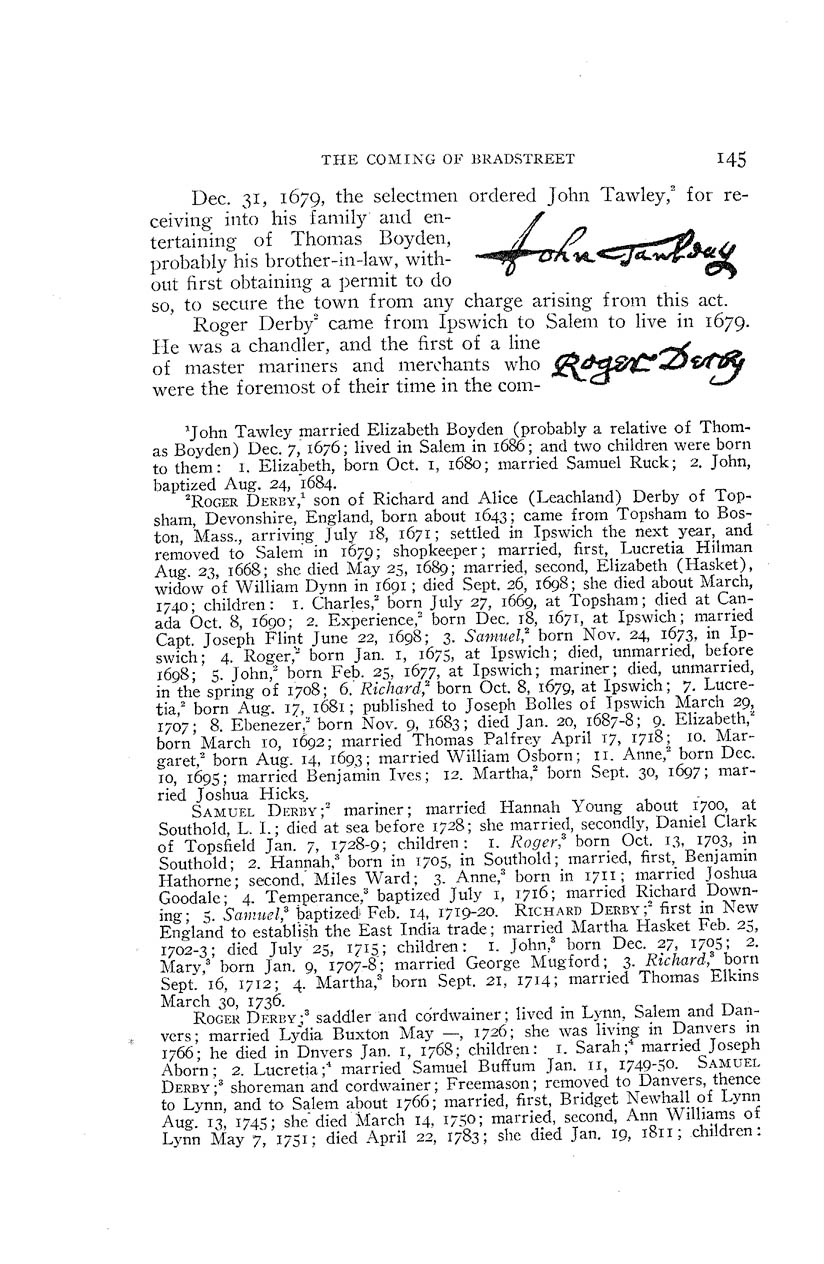 THE COMING OF BRADSTREET 145
Dec. 31, 1679, the selectmen ordered John Tawley,² for re-
ceiving into his family and en-
tertaining of Thomas Boyden,
probably his brother-in-law, with-
out first obtaining a permit to do
John Tawley
so, to secure the town from any charge arising from this act.
Roger Derby² came from Ipswich to Salem to live in 1679.
He was a chandler, and the first of a line
of master mariners and merchants who
were the foremost of their time in the com-
Roger Derby
¹John Tawley married Elizabeth Boyden (probably a relative of Thom-
as Boyden) Dec. 7, 1676; lived in Salem in 1686; and two children were born
to them: 1. Elizabeth, born Oct. 1, 1680; married Samuel Ruck; 2. John,
baptized Aug. 24, 1684.
²ROGER DERBY,¹ son of Richard and Alice (Leachland) Derby of Top-
sham, Devonshire, England, born about 1643; came from Topsham to Bos-
ton, Mass., arriving July 18, 1671; settled in Ipswich the next year, and
removed to Salem in 1679; shopkeeper; married, first, Lucretia Hilman
Aug. 23, 1668; she died May 25, 1689; married, second, Elizabeth (Hasket),
widow of William Dynn in 1691; died Sept. 26, 1698; she died about March,
1740; children: 1. Charles,² born July 27, 1669, at Topsham; died at Can-
ada Oct. 8, 1690; 2. Experience,² born Dec. 18, 1671, at Ipswich; married
Capt. Joseph Flint June 22, 1698; 3. Samuel,² born Nov. 24, 1673, in Ip-
swich; 4. Roger,² born Jan. 1, 1675, at Ipswich; died, unmarried, before
1698; 5. John,² born Feb. 25, 1677, at Ipswich; mariner; died, unmarried,
in the spring of 1708; 6. Richard,² born Oct. 8, 1679, at Ipswich; 7. Lucre-
tia,² born Aug. 17, 1681; published to Joseph Bolles of Ipswich March 29,
1707; 8. Ebenezer,² born Nov. 9, 1683; died Jan. 20, 1687-8; 9. Elizabeth,²
born March 10, 1692; married Thomas Palfrey April 17, 1718; 10. Mar-
garet,² born Aug. 14, 1693; married William Osborn; 11. Anne,² born Dec.
10, 1695; married Benjamin Ives; 12. Martha,² born Sept. 30, 1697; mar-
ried Joshua Hicks.
SAMUEL DERBY;² mariner; married Hannah Young about 1700, at
Southold, L. I.; died at sea before 1728; she married, secondly, Daniel Clark
of Topsfield Jan. 7, 1728-9; children: 1. Roger,³ born Oct. 13, 1703, in
Southold; 2. Hannah,³ born in 1705, in Southold; married, first, Benjamin
Hathorne; second, Miles Ward; 3. Anne,³ born in 1711; married Joshua
Goodale; 4. Temperance,³ baptized July 1, 1716; married Richard Down-
ing; 5. Samuel,³ baptized Feb. 14, 1719-20. RICHARD DERBY;² first in New
England to establish the East India trade; married Martha Hasket Feb. 25,
1702-3; died July 25, 1715; children: 1. John,³ born Dec. 27, 1705; 2.
Mary,³ born Jan. 9, 1707-8; married George Mugford; 3. Richard,³ born
Sept. 16, 1712; 4. Martha,³ born Sept. 21, 1714; married Thomas Elkins
March 30, 1736.
ROGER DERBY;³ saddler and cordwainer; lived in Lynn, Salem and Dan-
vers; married Lydia Buxton May —, 1726; she was living in Danvers in
1766; he died in Dnvers Jan. 1, 1768; children: 1. Sarah;⁴ married Joseph
Aborn; 2. Lucretia;⁴ married Samuel Buffum Jan. 11, 1749-50. SAMUEL
DERBY;³ shoreman and cordwainer; Freemason; removed to Danvers, thence
to Lynn, and to Salem about 1766; married, first, Bridget Newhall of Lynn
Aug. 13, 1745; she died March 14, 1750; married, second, Ann Williams of
Lynn May 7, 1751; died April 22, 1783; she died Jan. 19, 1811; children: